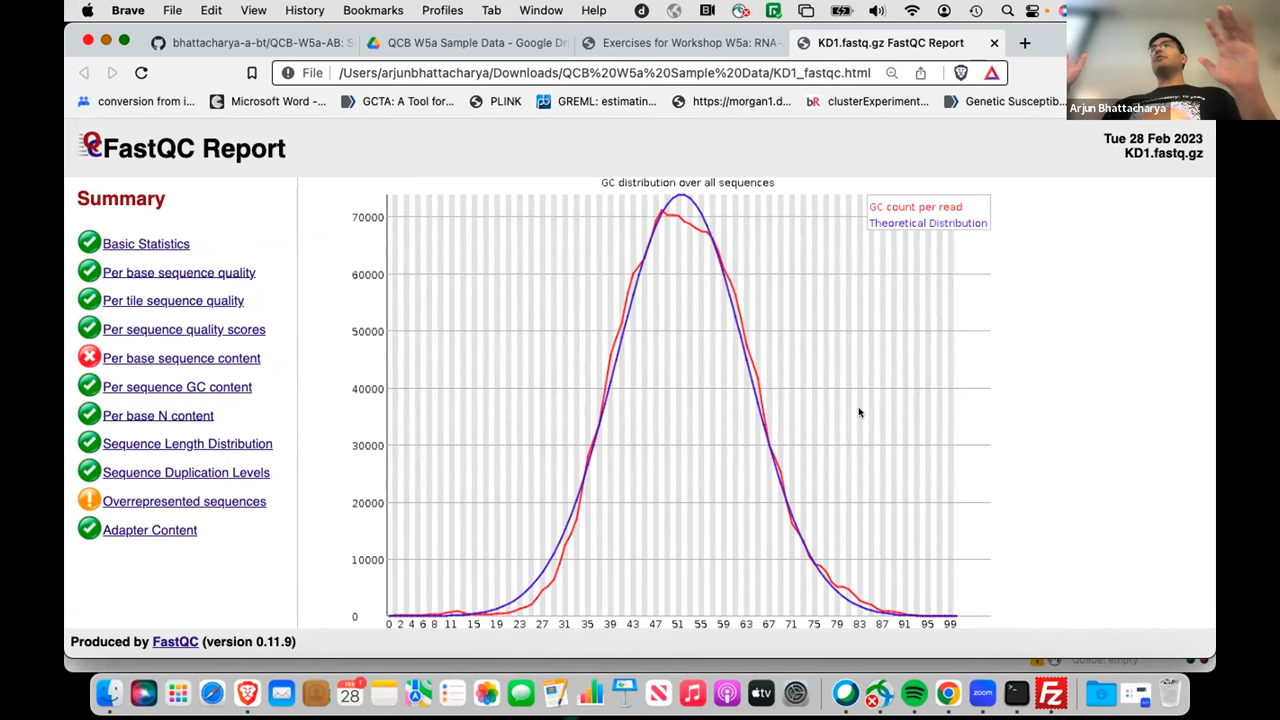 Brave File Edit View History Bookmarks Profiles Tab Window Help
bhattacharya-a-bt/QCB-W5a-AB: S
QCB W5a Sample Data - Google Dri
Exercises for Workshop W5a: RNA-
KD1.fastq.gz FastQC Report
File /Users/arjunbhattacharya/Downloads/QCB%20W5a%20Sample%20Data/KD1_fastqc.html
conversion from i...
Microsoft Word -...
GCTA: A Tool for...
PLINK
GREML: estimatin...
https://morgan1.d...
clusterExperiment...
Genetic Susceptib...
Arjun Bhattacharya
FastQC Report
Tue 28 Feb 2023
KD1.fastq.gz
Summary
Basic Statistics
Per base sequence quality
Per tile sequence quality
Per sequence quality scores
Per base sequence content
Per sequence GC content
Per base N content
Sequence Length Distribution
Sequence Duplication Levels
Overrepresented sequences
Adapter Content
GC distribution over all sequences
GC count per read
Theoretical Distribution
70000
60000
50000
40000
30000
20000
10000
0
0 2 4 6 8 11 15 19 23 27 31 35 39 43 47 51 55 59 63 67 71 75 79 83 87 91 95 99
Produced by FastQC (version 0.11.9)
Queue: empty
FEB
28
tv
zoom